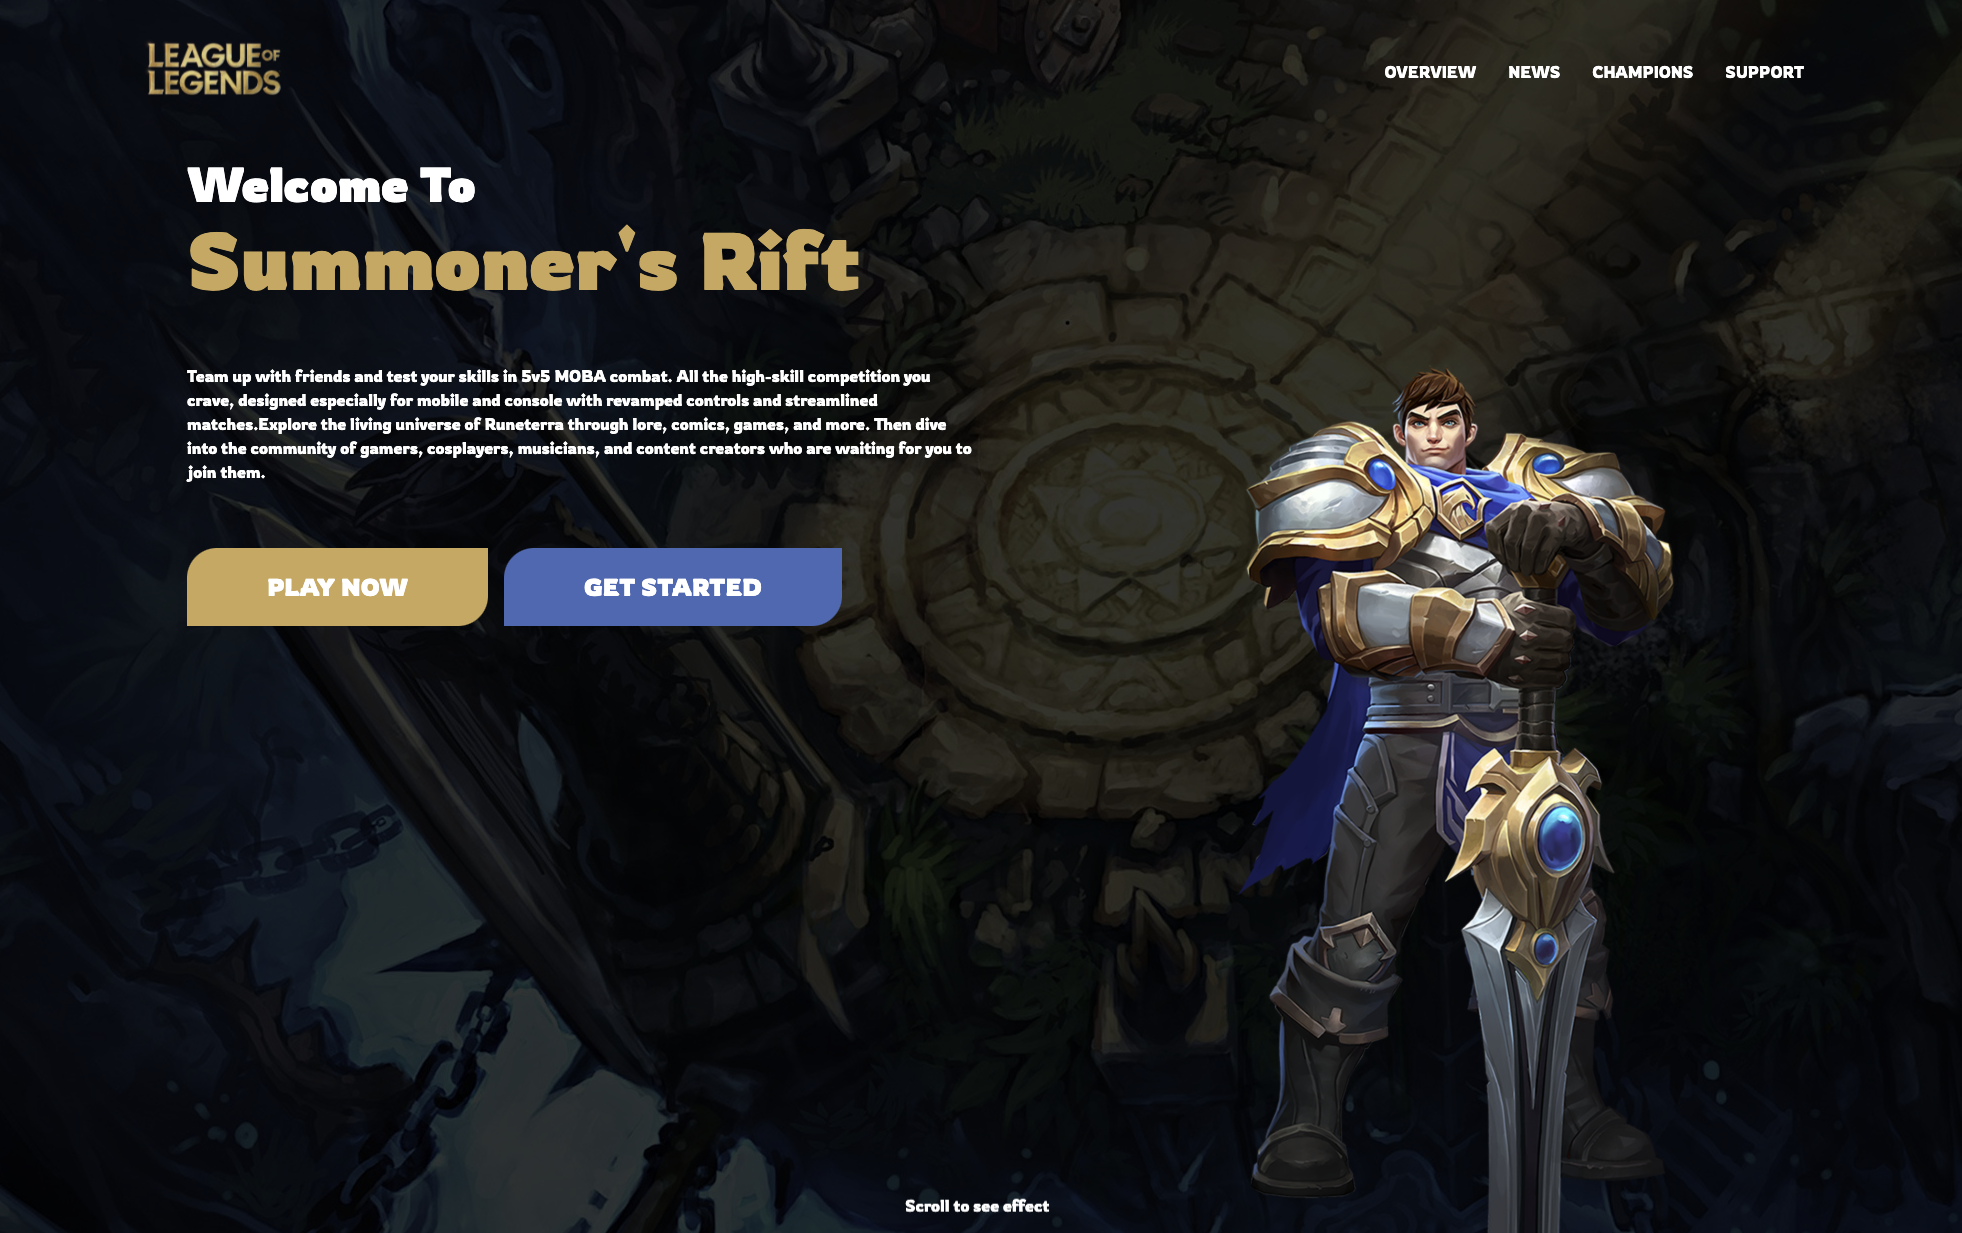 LEAGUE OF
LEGENDS
OVERVIEW NEWS CHAMPIONS SUPPORT
Welcome To
Summoner's Rift
Team up with friends and test your skills in 5v5 MOBA combat. All the high-skill competition you
crave, designed especially for mobile and console with revamped controls and streamlined
matches.Explore the living universe of Runeterra through lore, comics, games, and more. Then dive
into the community of gamers, cosplayers, musicians, and content creators who are waiting for you to
join them.
PLAY NOW GET STARTED
Scroll to see effect